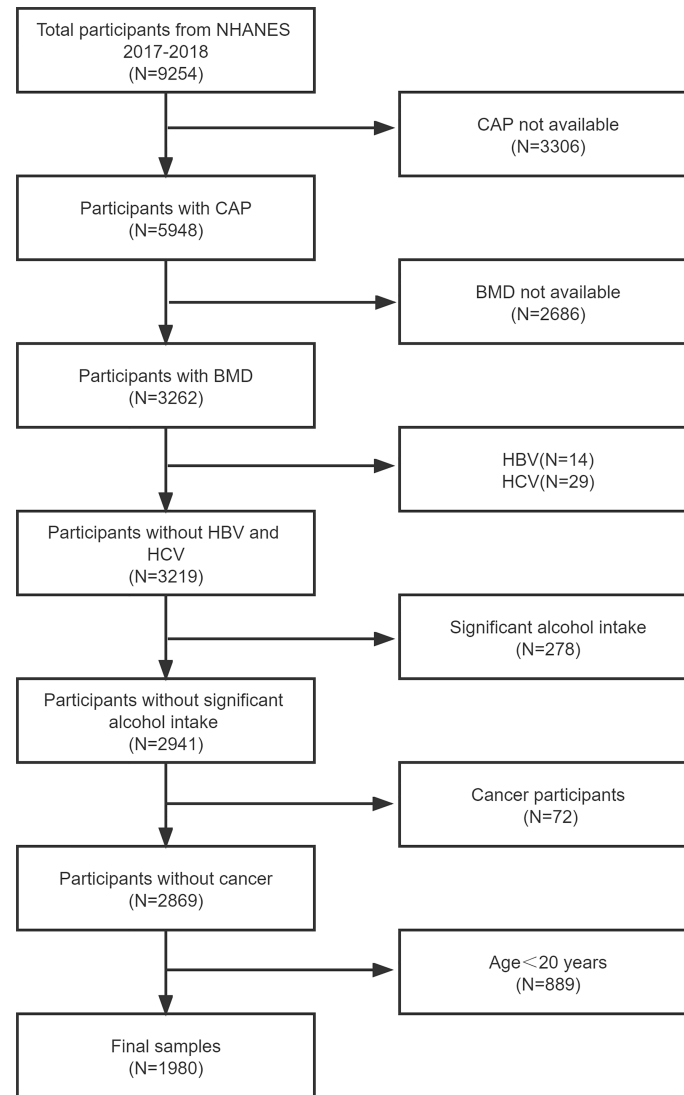 Total participants from NHANES
2017-2018
(N=9254)
CAP not available
(N=3306)
Participants with CAP
(N=5948)
BMD not available
(N=2686)
Participants with BMD
(N=3262)
HBV(N=14)
HCV(N=29)
Participants without HBV and
HCV
(N=3219)
Significant alcohol intake
(N=278)
Participants without significant
alcohol intake
(N=2941)
Cancer participants
(N=72)
Participants without cancer
(N=2869)
Age＜20 years
(N=889)
Final samples
(N=1980)